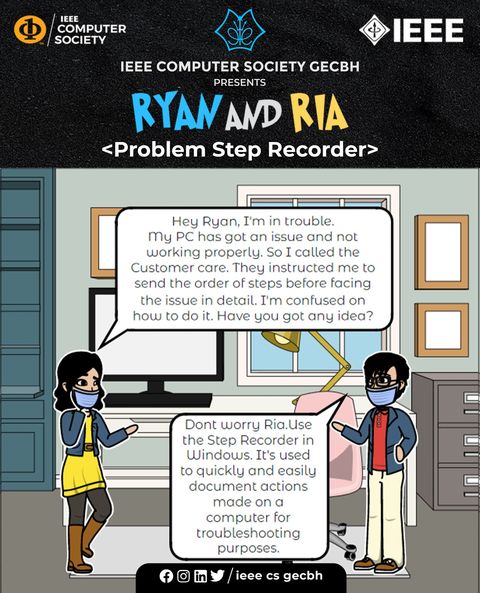 IEEE
COMPUTER
SOCIETY
IEEE
IEEE COMPUTER SOCIETY GECBH
PRESENTS
RYAN AND RIA
<Problem Step Recorder>
Hey Ryan, I'm in trouble.
My PC has got an issue and not
working properly. So I called the
Customer care. They instructed me to
send the order of steps before facing
the issue in detail. I'm confused on
how to do it. Have you got any idea?
Dont worry Ria.Use
the Step Recorder in
Windows. It's used
to quickly and easily
document actions
made on a
computer for
troubleshooting
purposes.
/ ieee cs gecbh